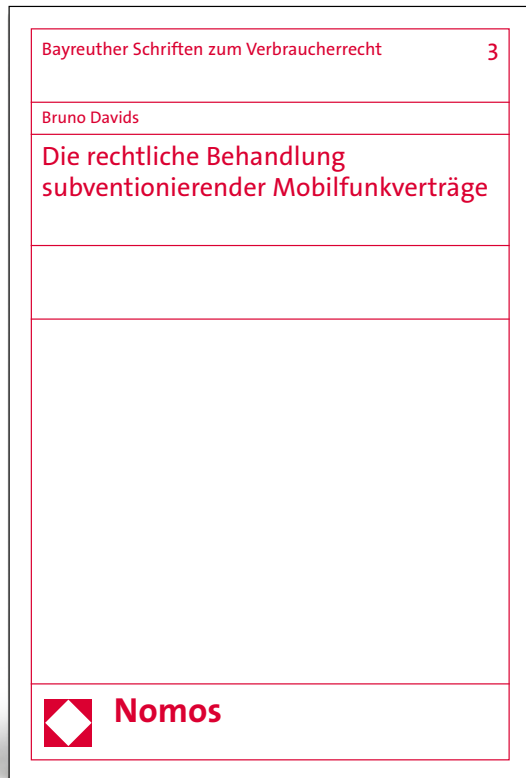 Bayreuther Schriften zum Verbraucherrecht 3
Bruno Davids
Die rechtliche Behandlung
subventionierender Mobilfunkverträge
Nomos